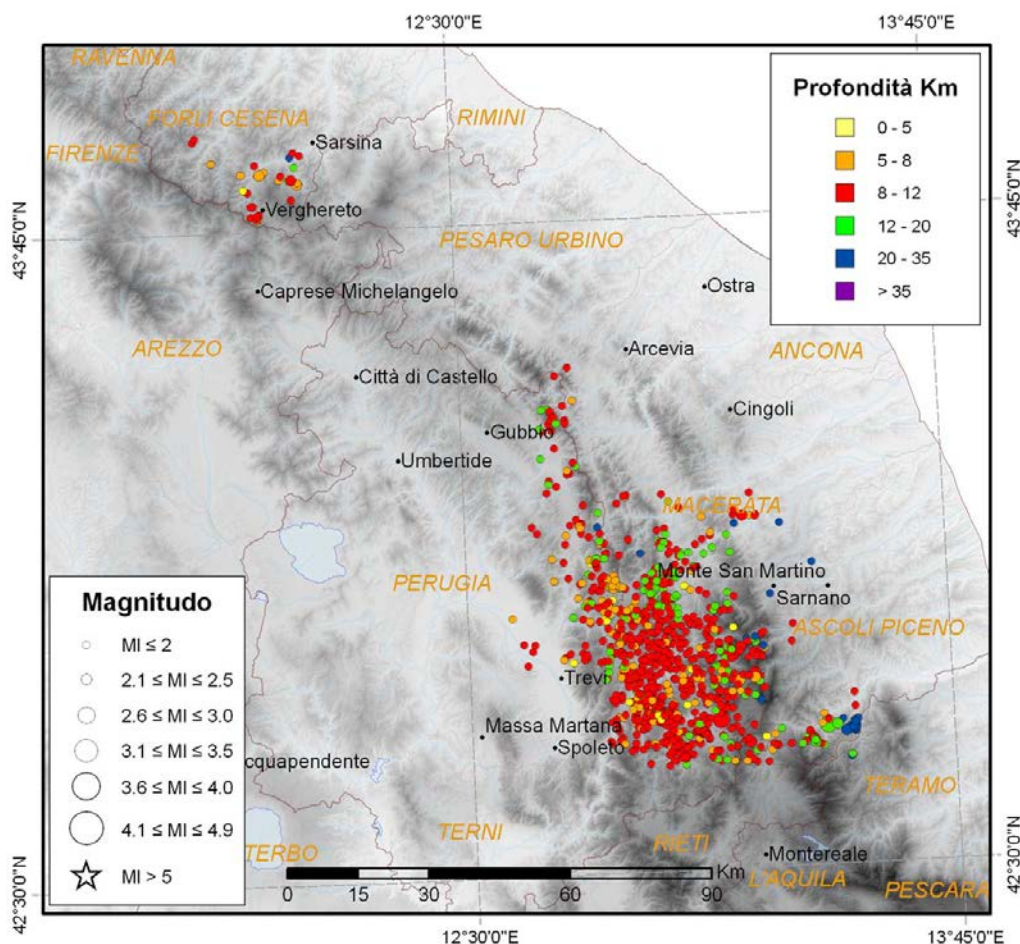 12°30'0"E
13°45'0"E
RAVENNA
Profondità Km
0 - 5
5 - 8
8 - 12
12 - 20
20 - 35
> 35
FORLI CESENA
RIMINI
Sarsina
FIRENZE
Verghereto
43°45'0"N
43°45'0"N
PESARO URBINO
Caprese Michelangelo
Ostra
AREZZO
Arcevia
ANCONA
Città di Castello
Cingoli
Gubbio
Umbertide
MACERATA
PERUGIA
Monte San Martino
Sarnano
ASCOLI PICENO
Magnitudo
Ml ≤ 2
2.1 ≤ Ml ≤ 2.5
2.6 ≤ Ml ≤ 3.0
3.1 ≤ Ml ≤ 3.5
3.6 ≤ Ml ≤ 4.0
4.1 ≤ Ml ≤ 4.9
Ml > 5
Trevi
Massa Martana
Spoleto
cquapendente
TERAMO
TERNI
TERBO
RIETI
Montereale
L'AQUILA
PESCARA
Km
0 15 30 60 90
42°30'0"N
42°30'0"N
12°30'0"E
13°45'0"E